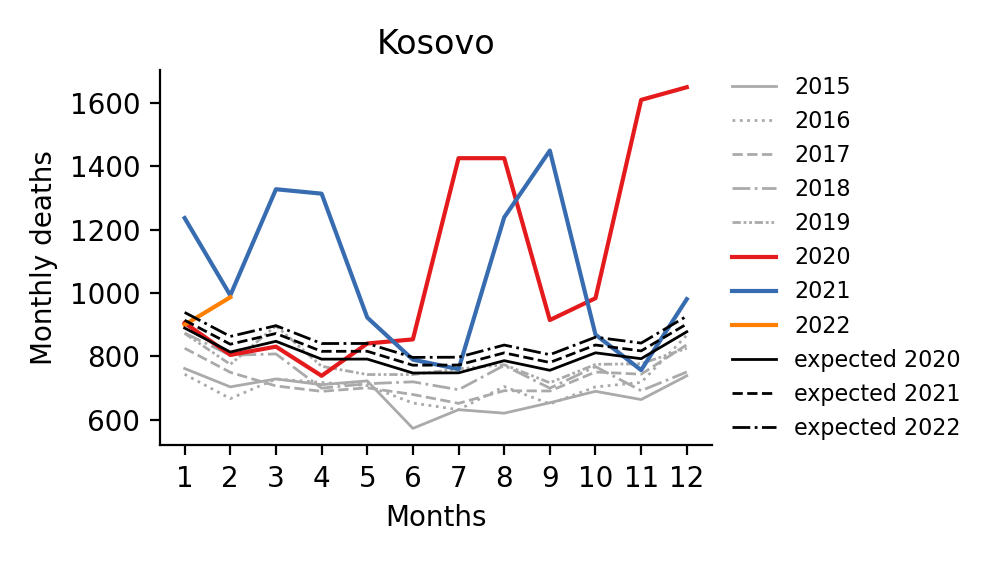 Kosovo
Monthly deaths
1600
1400
1200
1000
800
600
1 2 3 4 5 6 7 8 9 10 11 12
Months
2015
2016
2017
2018
2019
2020
2021
2022
expected 2020
expected 2021
expected 2022